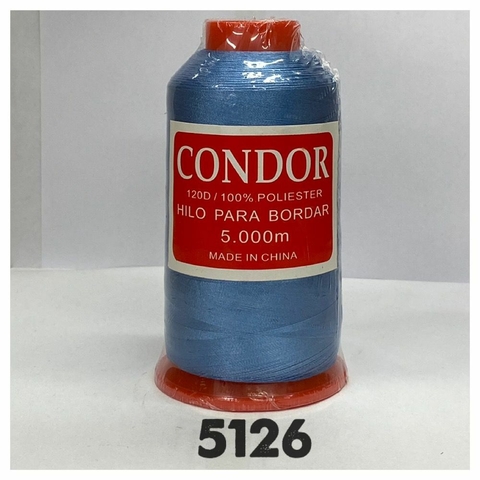 CONDOR
120D / 100% POLIESTER
HILO PARA BORDAR
5.000m
MADE IN CHINA
5126